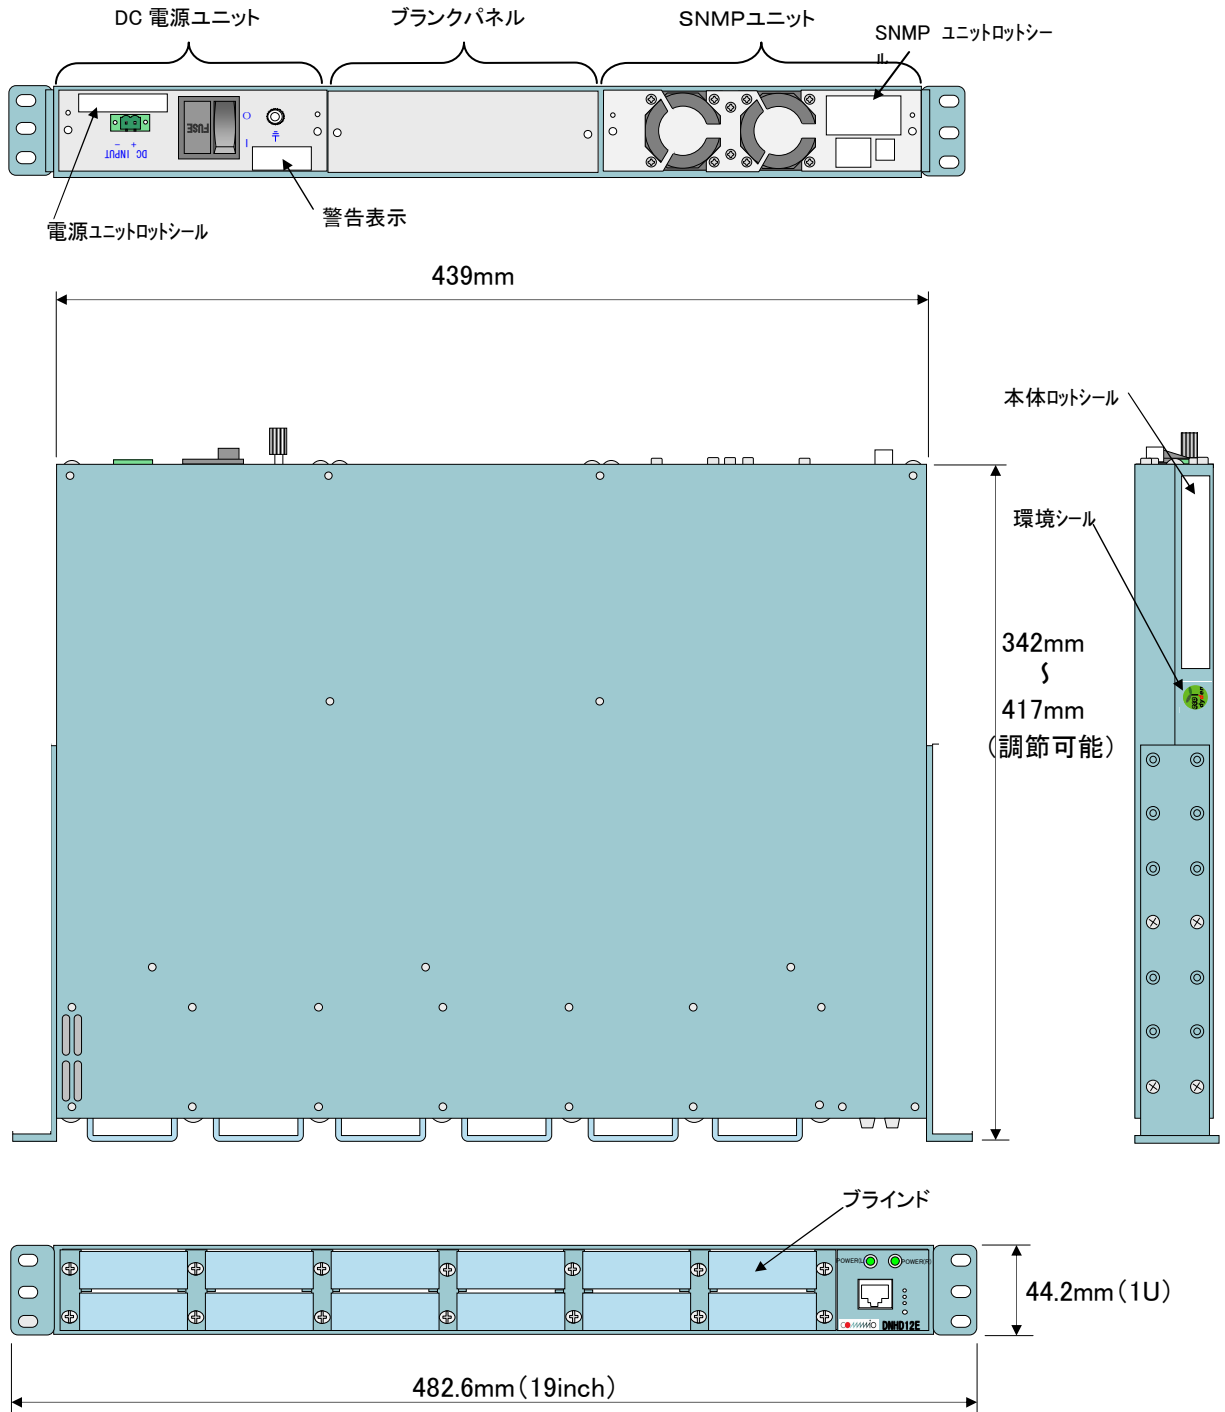 DC 電源ユニット
ブランクパネル
SNMPユニット
SNMP ユニットロットシー
ル
FUSE
O
I
－ ＋
DC INPUT
電源ユニットロットシール
警告表示
439mm
本体ロットシール
環境シール
342mm
〜
417mm
（調節可能）
ブラインド
POWER(L)
POWER(R)
DNHD12E
44.2mm（1U）
482.6mm（19inch）